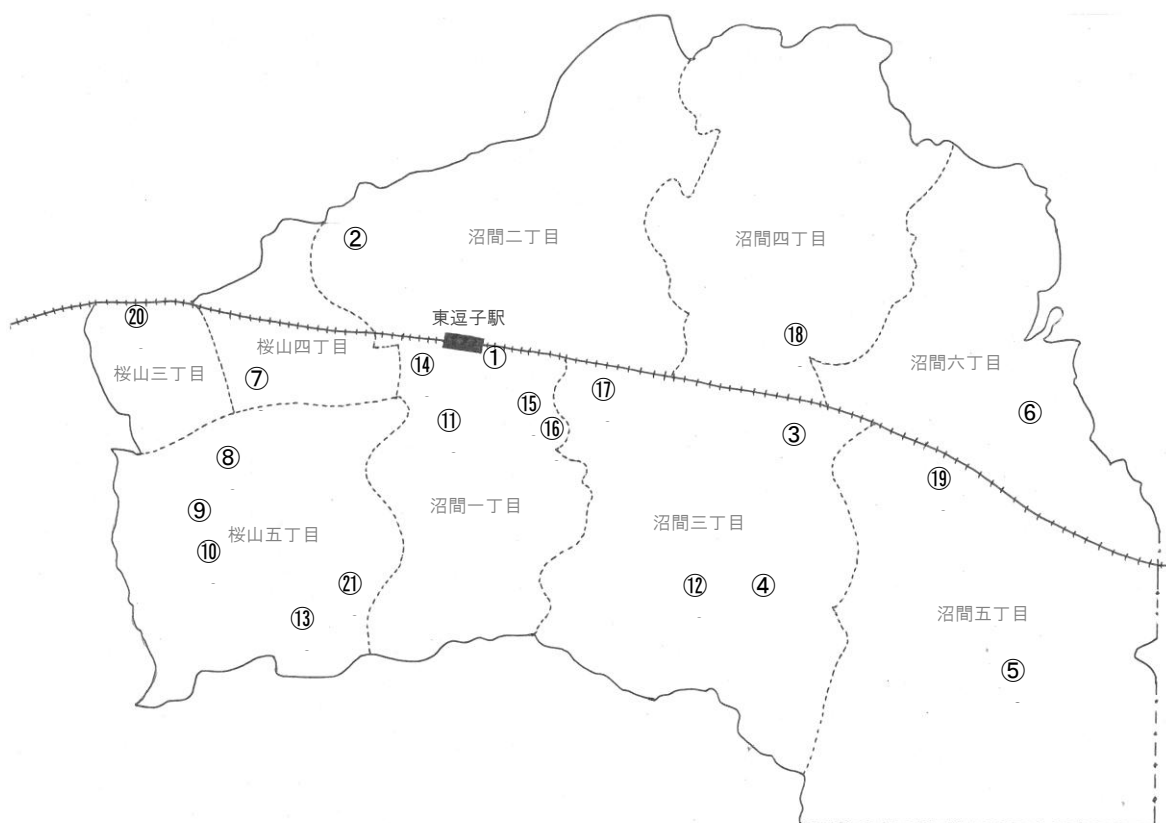 ②
沼間二丁目
沼間四丁目
東逗子駅
⑳
①
⑱
桜山四丁目
⑭
沼間六丁目
桜山三丁目
⑦
⑰
⑮
⑥
⑪
⑯
③
⑧
⑲
⑨
沼間一丁目
沼間三丁目
桜山五丁目
⑩
㉑
⑫
④
⑬
沼間五丁目
⑤